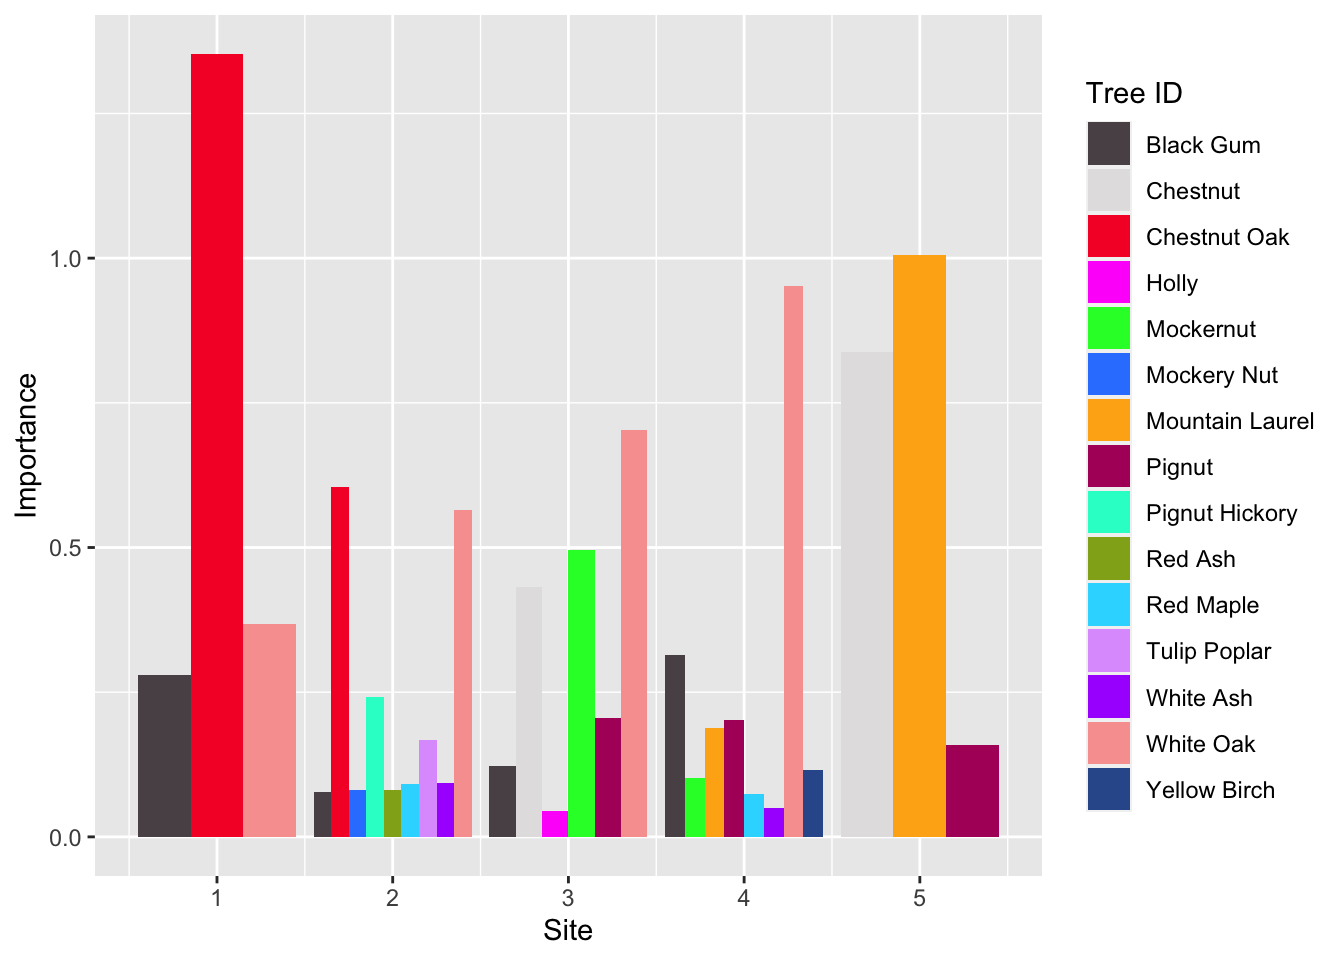 Importance
1.0
0.5
0.0
1
2
3
4
5
Site
Tree ID
Black Gum
Chestnut
Chestnut Oak
Holly
Mockernut
Mockery Nut
Mountain Laurel
Pignut
Pignut Hickory
Red Ash
Red Maple
Tulip Poplar
White Ash
White Oak
Yellow Birch